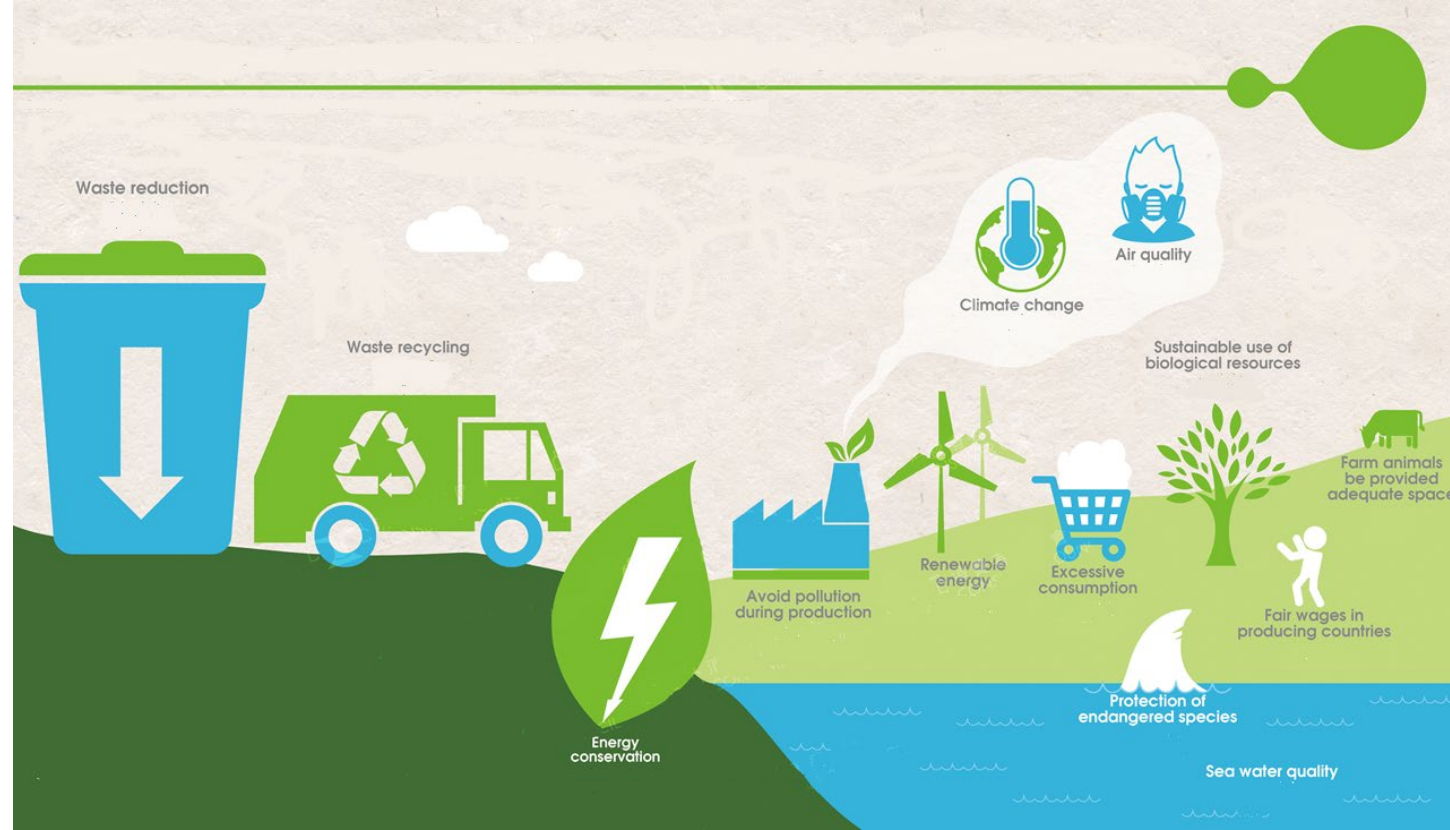 Waste reduction
Waste recycling
Climate change
Air quality
Sustainable use of
biological resources
Farm animals
be provided
adequate space
Avoid pollution
during production
Renewable
energy
Excessive
consumption
Fair wages in
producing countries
Energy
conservation
Protection of
endangered species
Sea water quality